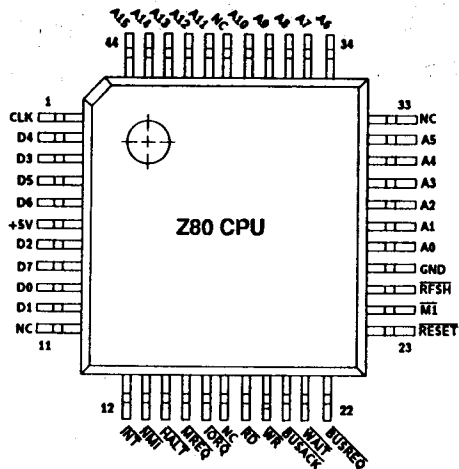 A15 A14 A13 A12 A11 NC A10 A9 A8 A7 A6
44
34
1
33
CLK
NC
D4
A5
D3
A4
D5
A3
D6
A2
+5V
A1
Z80 CPU
D2
A0
D7
GND
D0
RFSH
D1
M1
NC
RESET
11
23
12
22
INT NMI HALT MREQ IORQ NC RD WR BUSACK WAIT BUSREQ